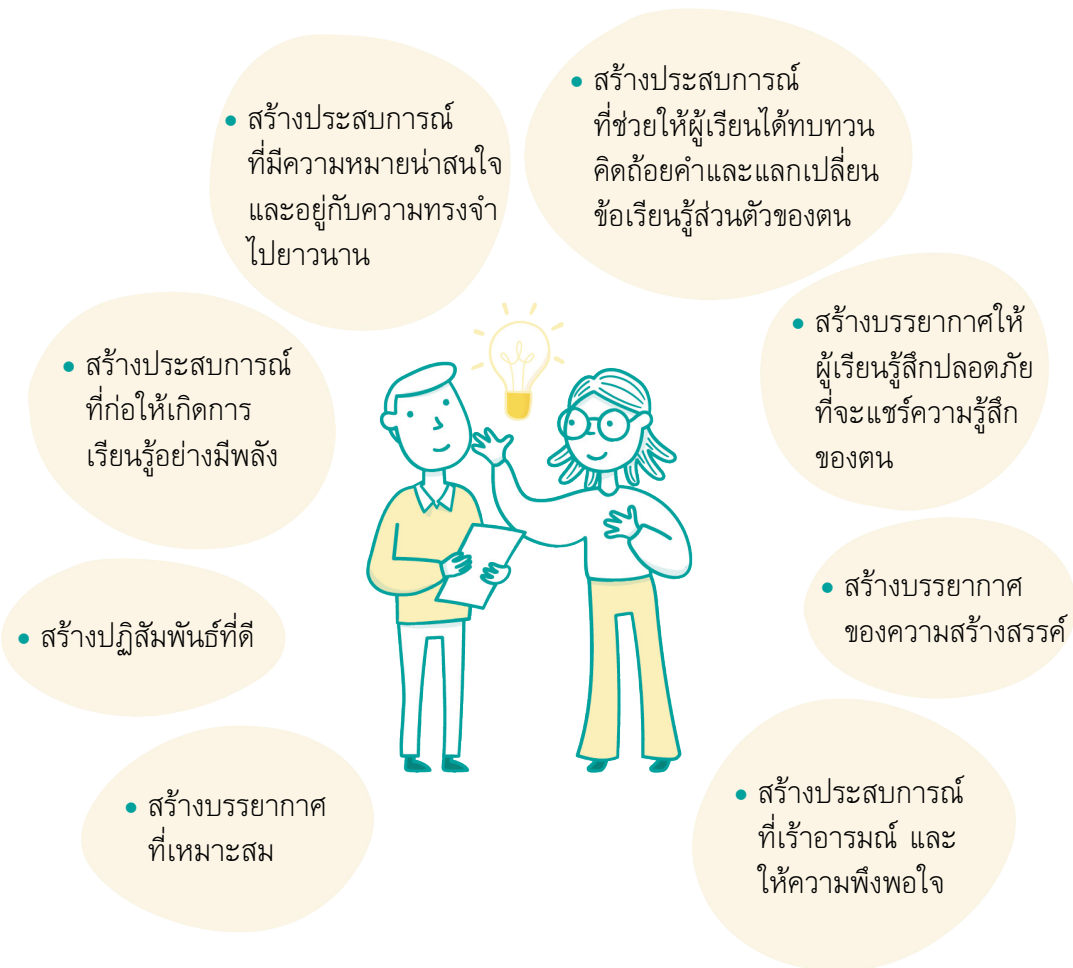 • สร้างประสบการณ์
ที่มีความหมายน่าสนใจ
และอยู่กับความทรงจำ
ไปยาวนาน
• สร้างประสบการณ์
ที่ช่วยให้ผู้เรียนได้ทบทวน
คิดถ้อยคำและแลกเปลี่ยน
ข้อเรียนรู้ส่วนตัวของตน
• สร้างประสบการณ์
ที่ก่อให้เกิดการ
เรียนรู้อย่างมีพลัง
• สร้างบรรยากาศให้
ผู้เรียนรู้สึกปลอดภัย
ที่จะแชร์ความรู้สึก
ของตน
• สร้างปฏิสัมพันธ์ที่ดี
• สร้างบรรยากาศ
ของความสร้างสรรค์
• สร้างบรรยากาศ
ที่เหมาะสม
• สร้างประสบการณ์
ที่เร้าอารมณ์ และ
ให้ความพึงพอใจ